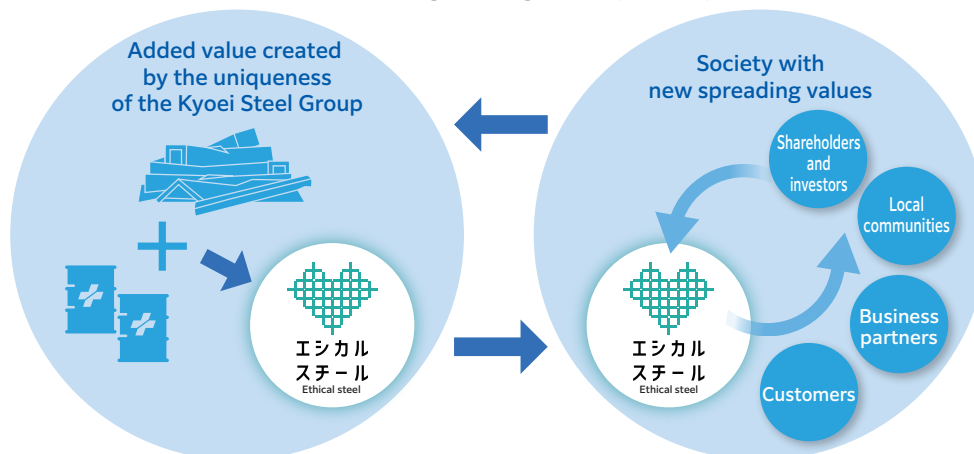 Added value created
by the uniqueness
of the Kyoei Steel Group
エシカル
スチール
Ethical steel
Society with
new spreading values
Shareholders
and
investors
Local
communities
Business
partners
Customers
エシカル
スチール
Ethical steel